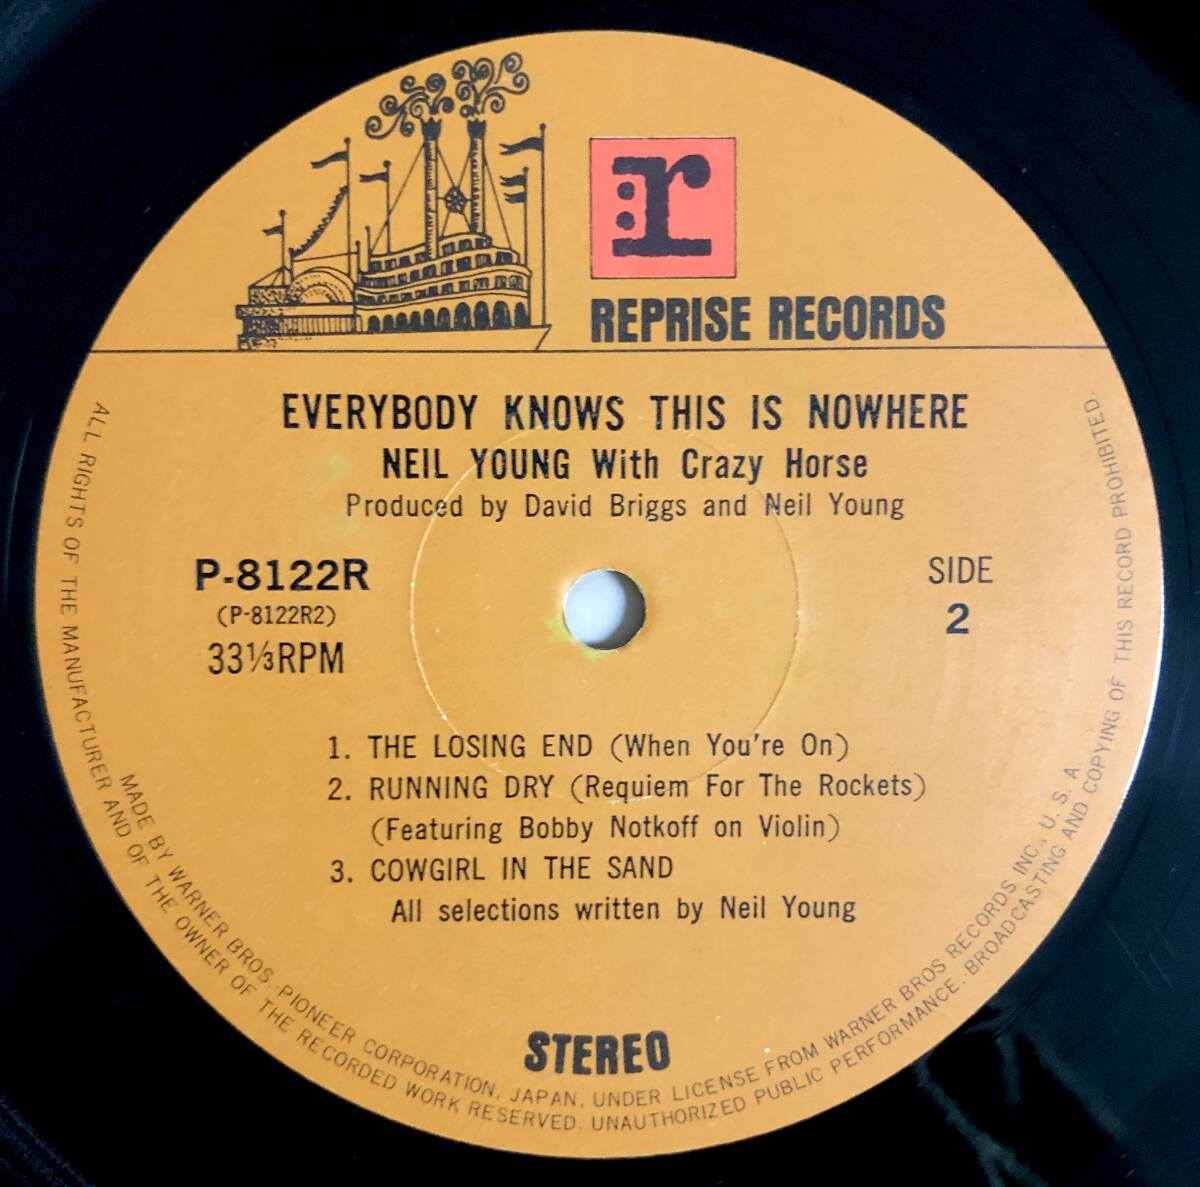 r
REPRISE RECORDS
EVERYBODY KNOWS THIS IS NOWHERE
NEIL YOUNG With Crazy Horse
Produced by David Briggs and Neil Young
P-8122R
(P-8122R2)
33⅓RPM
SIDE
2
1. THE LOSING END (When You're On)
2. RUNNING DRY (Requiem For The Rockets)
(Featuring Bobby Notkoff on Violin)
3. COWGIRL IN THE SAND
All selections written by Neil Young
STEREO
MADE BY WARNER BROS. PIONEER CORPORATION, JAPAN, UNDER LICENSE FROM WARNER BROS RECORDS INC., U. S. A.
ALL RIGHTS OF THE MANUFACTURER AND OF THE OWNER OF THE RECORDED WORK RESERVED. UNAUTHORIZED PUBLIC PERFORMANCE. BROADCASTING AND COPYING OF THIS RECORD PROHIBITED.